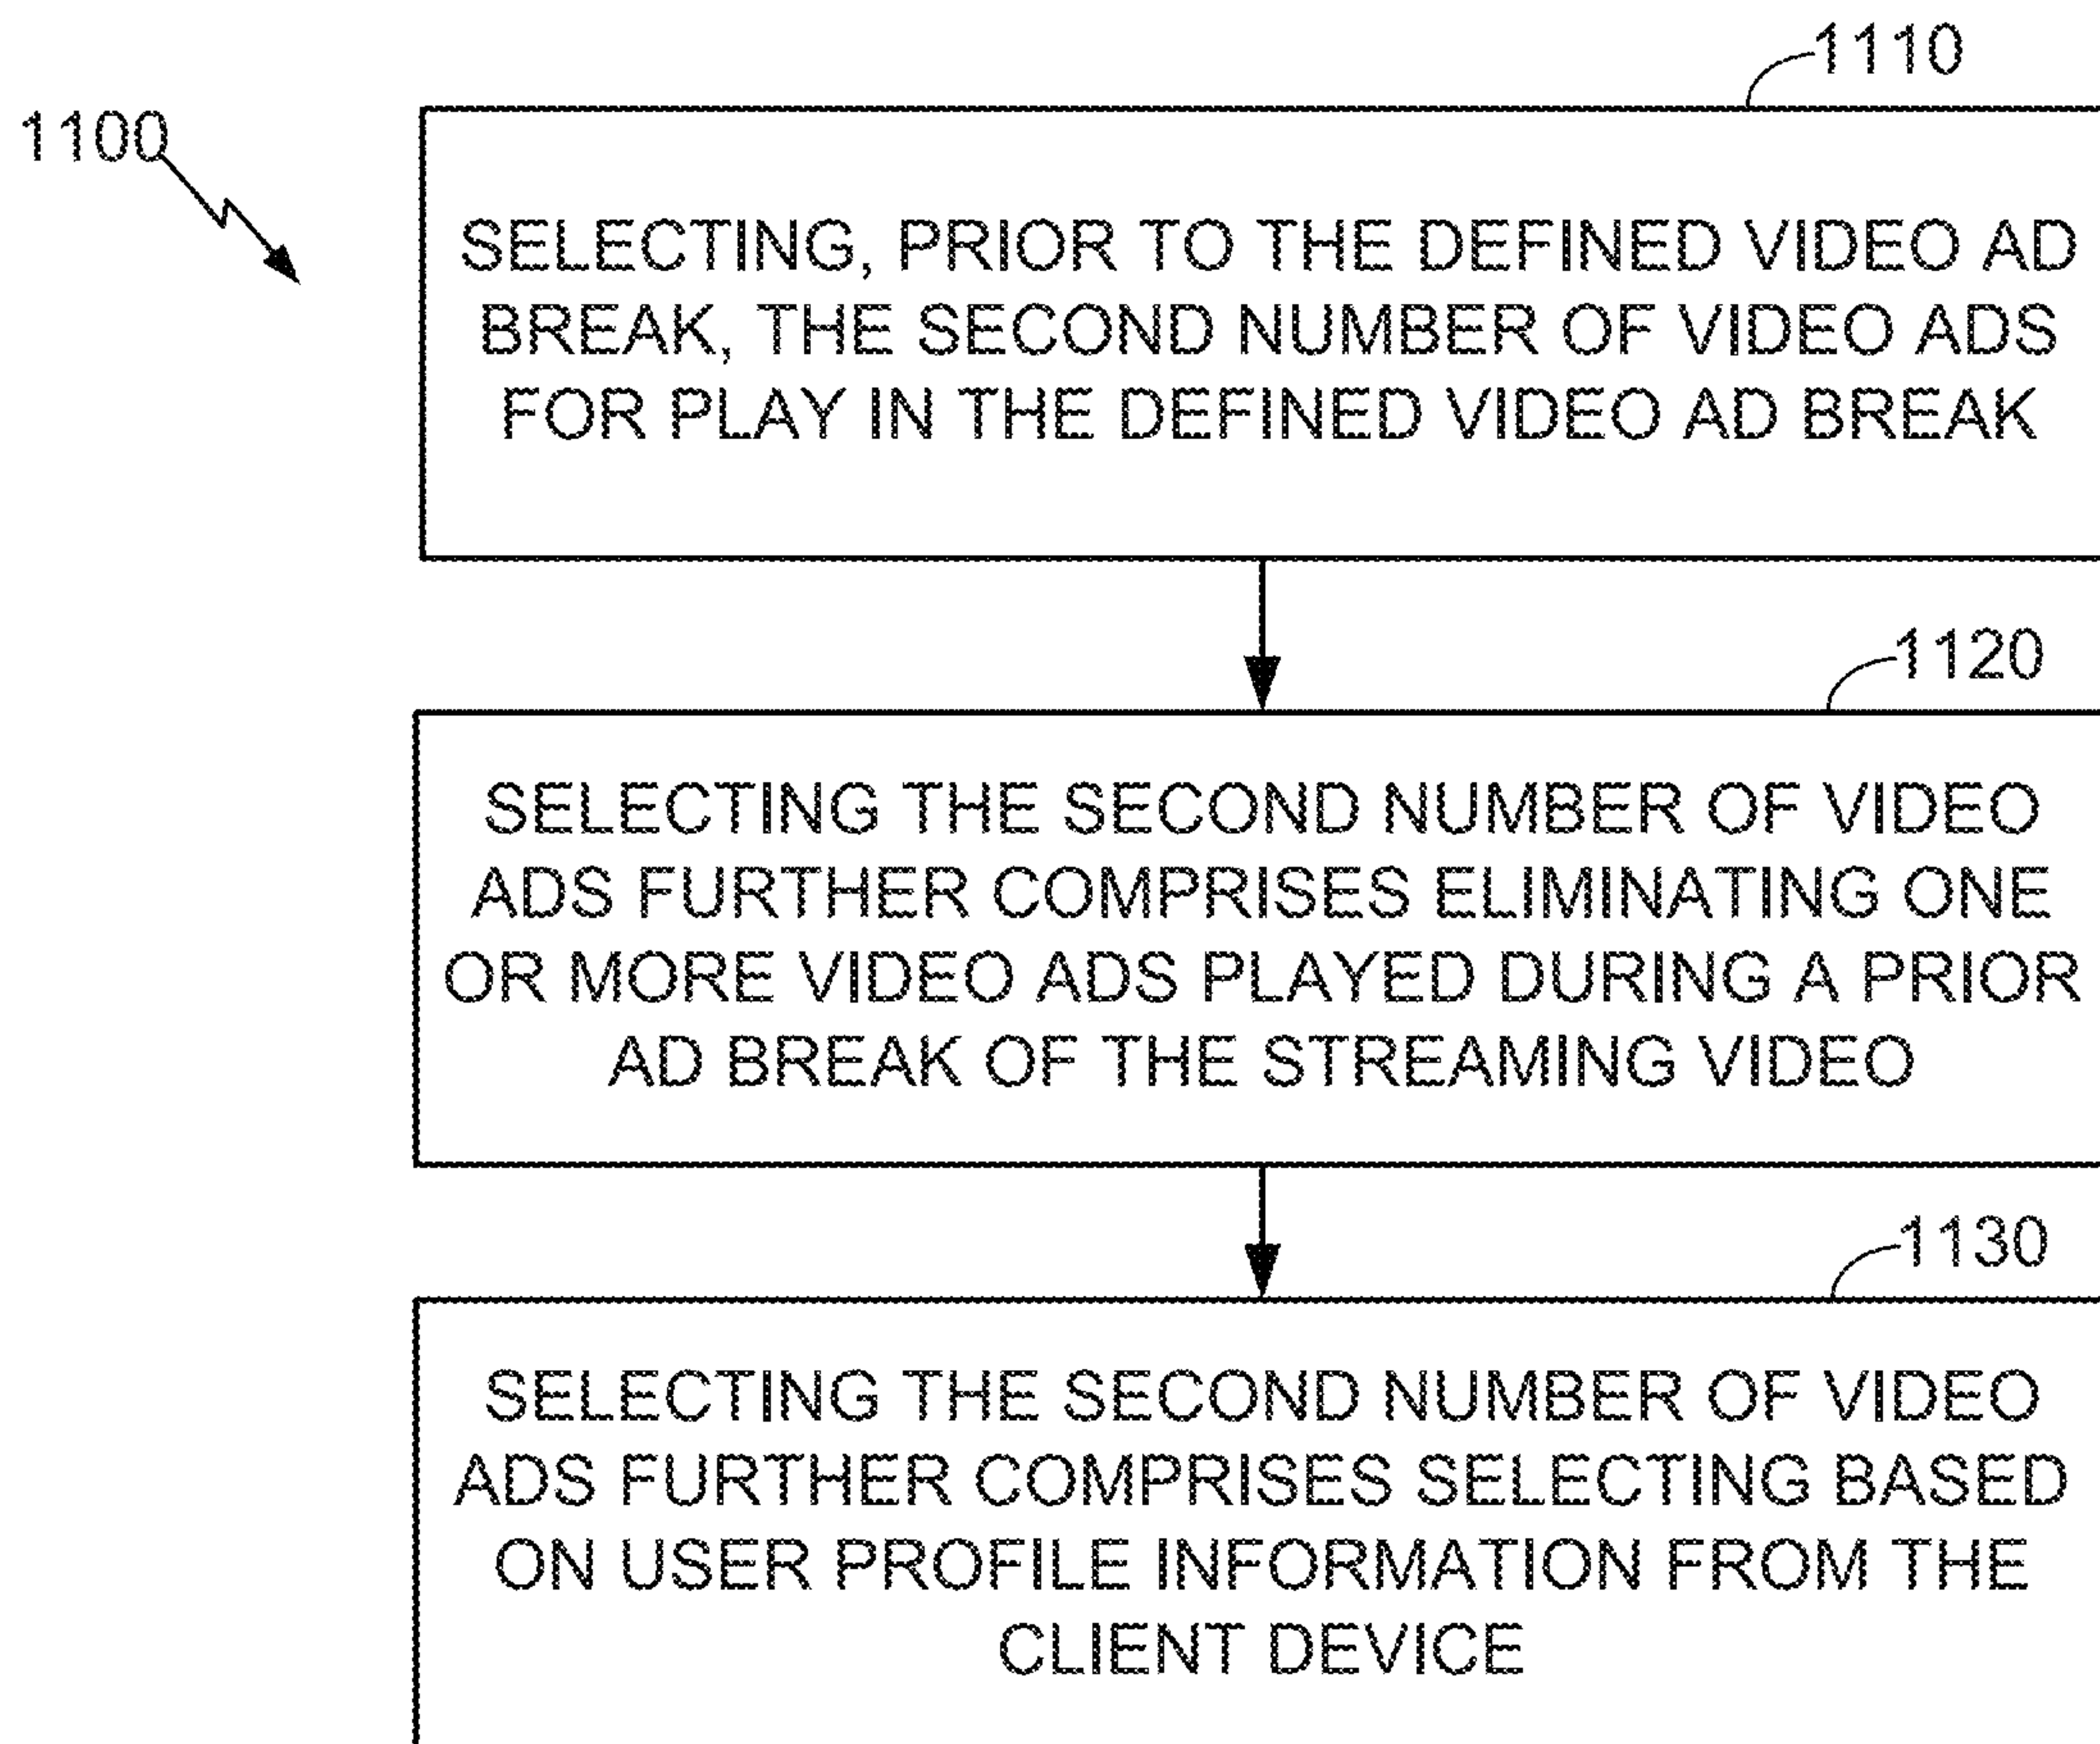 1110
1100
SELECTING, PRIOR TO THE DEFINED VIDEO AD
BREAK, THE SECOND NUMBER OF VIDEO ADS
FOR PLAY IN THE DEFINED VIDEO AD BREAK
1120
SELECTING THE SECOND NUMBER OF VIDEO
ADS FURTHER COMPRISES ELIMINATING ONE
OR MORE VIDEO ADS PLAYED DURING A PRIOR
AD BREAK OF THE STREAMING VIDEO
1130
SELECTING THE SECOND NUMBER OF VIDEO
ADS FURTHER COMPRISES SELECTING BASED
ON USER PROFILE INFORMATION FROM THE
CLIENT DEVICE